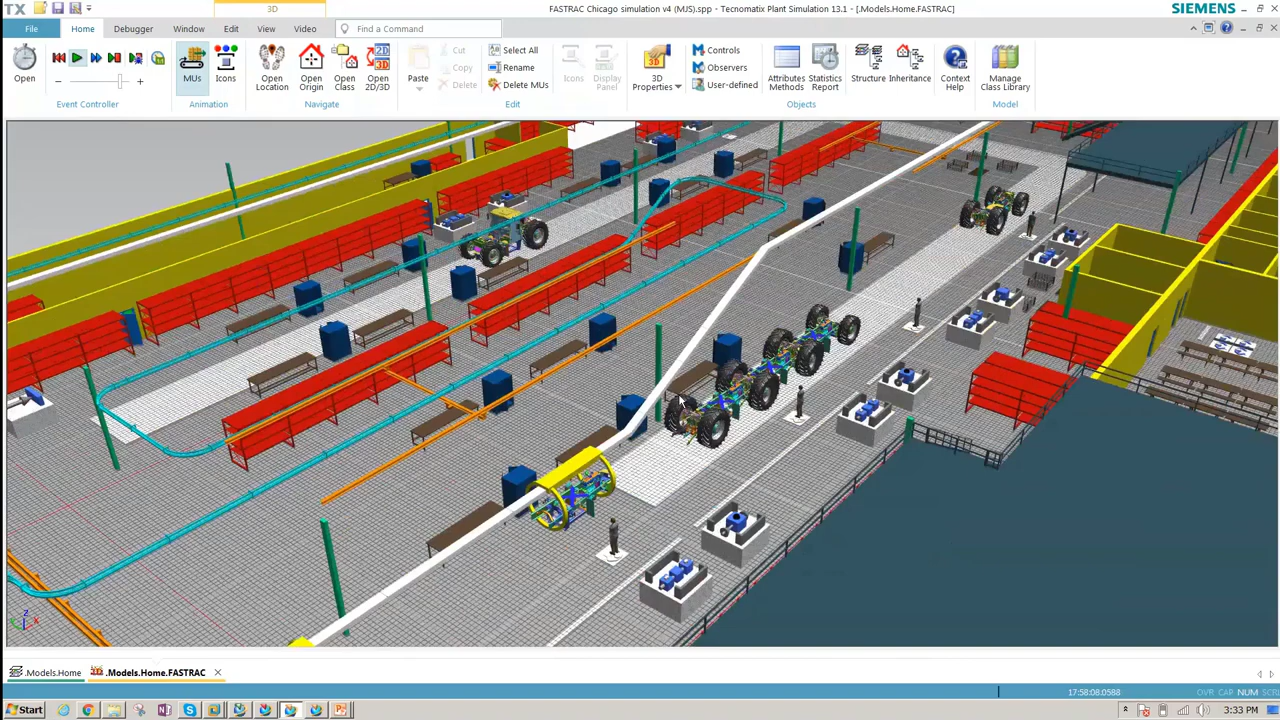 TX
3D
FASTRAC Chicago simulation v4 (MJS).spp - Tecnomatix Plant Simulation 13.1 - [.Models.Home.FASTRAC]
SIEMENS
File
Home
Debugger
Window
Edit
View
Video
Find a Command
Open
Event Controller
MUs
Icons
Animation
Open Location
Open Origin
Open Class
Open 2D/3D
Navigate
Paste
Cut
Copy
Delete
Select All
Rename
Delete MUs
Edit
Icons
Display Panel
3D Properties
Controls
Observers
User-defined
Attributes Methods
Statistics Report
Objects
Structure
Inheritance
Context Help
Manage Class Library
Model
Z
X
.Models.Home
.Models.Home.FASTRAC
17:58:08.0588
OVR CAP NUM SCRL
Start
3:33 PM